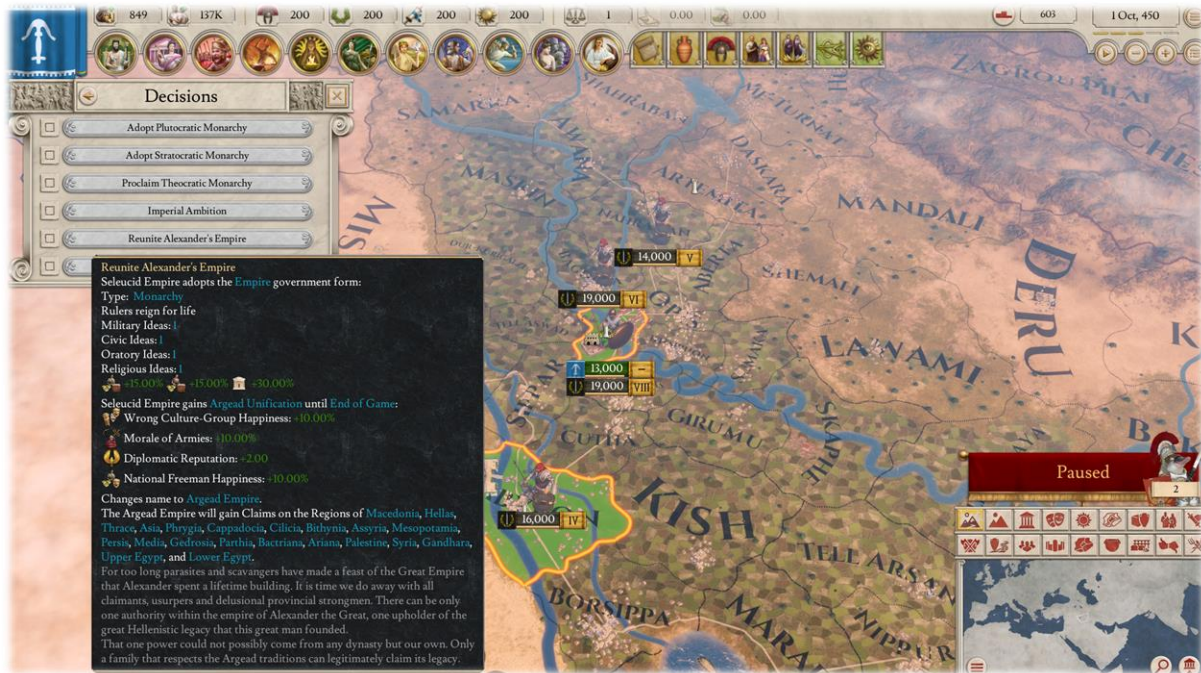 849
137K
200
200
200
200
1
0.00
0.00
603
1 Oct, 450
Decisions
Adopt Plutocratic Monarchy
Adopt Stratocratic Monarchy
Proclaim Theocratic Monarchy
Imperial Ambition
Reunite Alexander's Empire
Reunite Alexander's Empire
Seleucid Empire adopts the Empire government form:
Type: Monarchy
Rulers reign for life
Military Ideas: 1
Civic Ideas: 1
Oratory Ideas: 1
Religious Ideas: 1
+15.00% +15.00% +30.00%
Seleucid Empire gains Argead Unification until End of Game:
Wrong Culture-Group Happiness: +10.00%
Morale of Armies: +10.00%
Diplomatic Reputation: +2.00
National Freeman Happiness: +10.00%
Changes name to Argead Empire.
The Argead Empire will gain Claims on the Regions of Macedonia, Hellas,
Thrace, Asia, Phrygia, Cappadocia, Cilicia, Bithynia, Assyria, Mesopotamia,
Persis, Media, Gedrosia, Parthia, Bactriana, Ariana, Palestine, Syria, Gandhara,
Upper Egypt, and Lower Egypt.
For too long parasites and scavangers have made a feast of the Great Empire
that Alexander spent a lifetime building. It is time we do away with all
claimants, usurpers and delusional provincial strongmen. There can be only
one authority within the empire of Alexander the Great, one upholder of the
great Hellenistic legacy that this great man founded.
That one power could not possibly come from any dynasty but our own. Only
a family that respects the Argead traditions can legitimately claim its legacy.
ZAGROU PILAI
SAMARRA
SHAHRABAN
ME-TURNAT
DASKARA
ARTEMITA
MASKIN
MANDALI
SHEMALI
DERU
LAHAMI
14,000 V
19,000 VI
13,000 –
19,000 VIII
GIRUMU
CUTHA
SICAPHE
KISH
16,000 IV
BORSIPPA
MARAD
NIPPUR
Paused
2